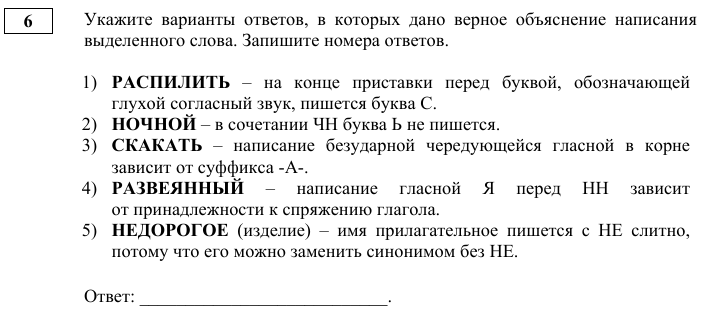 6
Укажите варианты ответов, в которых дано верное объяснение написания
выделенного слова. Запишите номера ответов.
1) РАСПИЛИТЬ – на конце приставки перед буквой, обозначающей
глухой согласный звук, пишется буква С.
2) НОЧНОЙ – в сочетании ЧН буква Ь не пишется.
3) СКАКАТЬ – написание безударной чередующейся гласной в корне
зависит от суффикса -А-.
4) РАЗВЕЯННЫЙ – написание гласной Я перед НН зависит
от принадлежности к спряжению глагола.
5) НЕДОРОГОЕ (изделие) – имя прилагательное пишется с НЕ слитно,
потому что его можно заменить синонимом без НЕ.
Ответ: ____________________________.